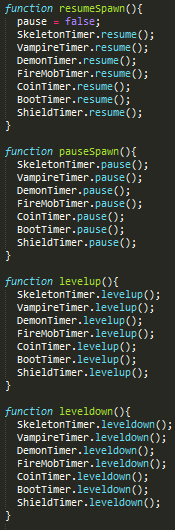 function resumeSpawn(){
pause = false;
SkeletonTimer.resume();
VampireTimer.resume();
DemonTimer.resume();
FireMobTimer.resume();
CoinTimer.resume();
BootTimer.resume();
ShieldTimer.resume();
}
function pauseSpawn(){
SkeletonTimer.pause();
VampireTimer.pause();
DemonTimer.pause();
FireMobTimer.pause();
CoinTimer.pause();
BootTimer.pause();
ShieldTimer.pause();
}
function levelup(){
SkeletonTimer.levelup();
VampireTimer.levelup();
DemonTimer.levelup();
FireMobTimer.levelup();
CoinTimer.levelup();
BootTimer.levelup();
ShieldTimer.levelup();
}
function leveldown(){
SkeletonTimer.leveldown();
VampireTimer.leveldown();
DemonTimer.leveldown();
FireMobTimer.leveldown();
CoinTimer.leveldown();
BootTimer.leveldown();
ShieldTimer.leveldown();
}